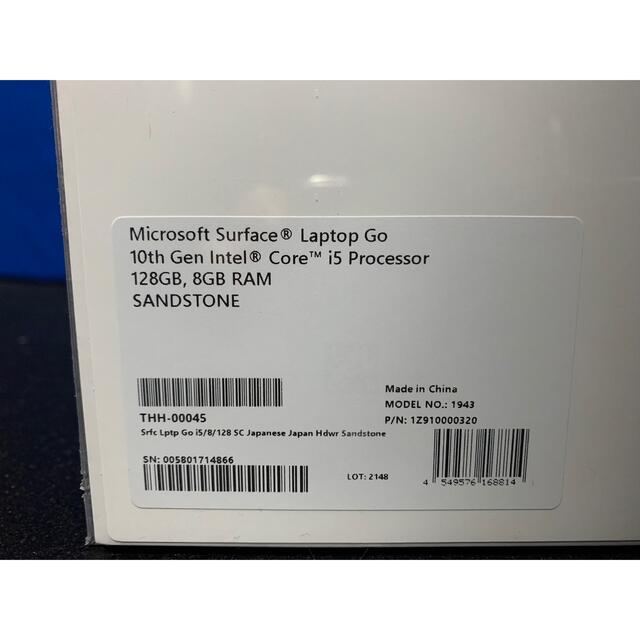 Microsoft Surface® Laptop Go
10th Gen Intel® Core™ i5 Processor
128GB, 8GB RAM
SANDSTONE
THH-00045
Srfc Lptp Go i5/8/128 SC Japanese Japan Hdwr Sandstone
SN: 005801714866
Made in China
MODEL NO.: 1943
P/N: 1Z910000320
LOT: 2148
4 549576 168814